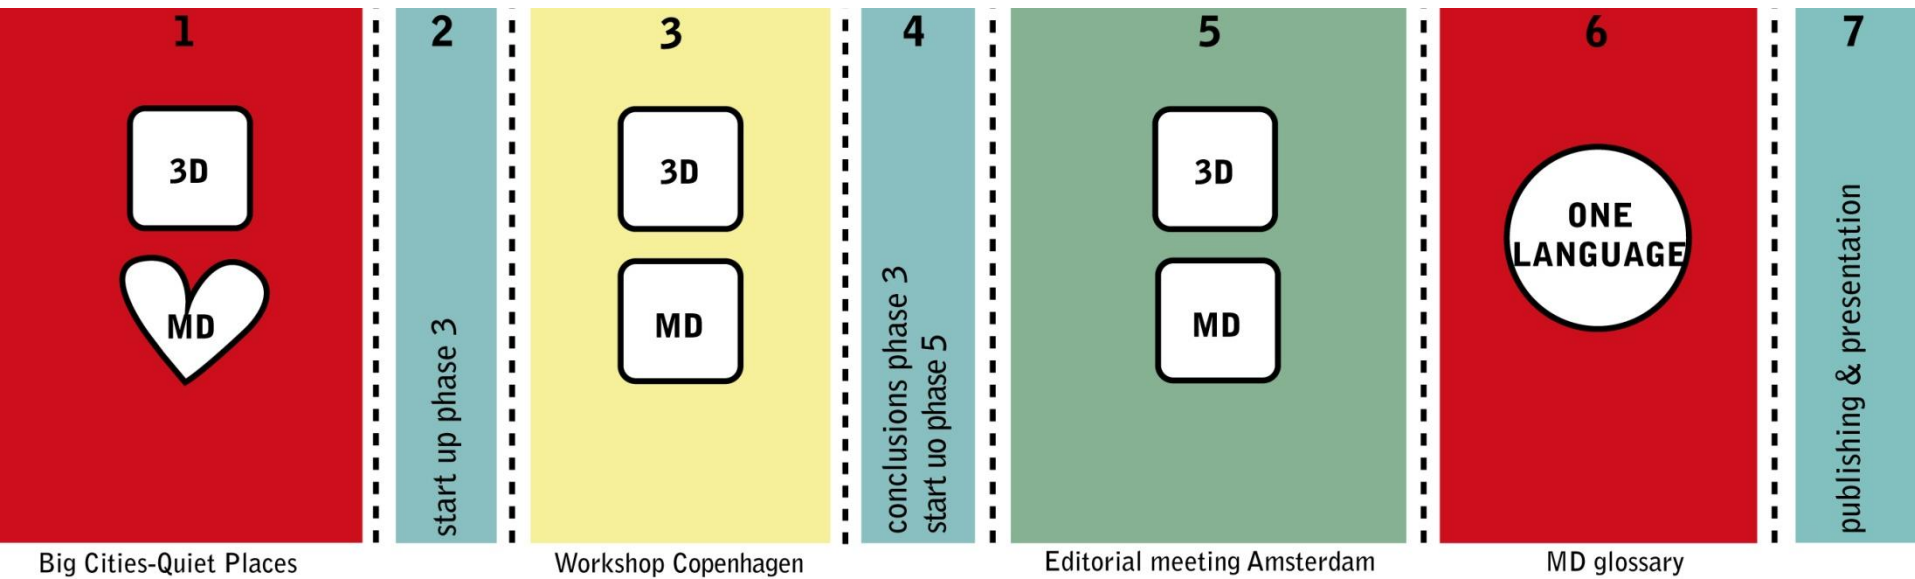 1
3D
MD
Big Cities-Quiet Places
2
start up phase 3
3
3D
MD
Workshop Copenhagen
4
conclusions phase 3
start uo phase 5
5
3D
MD
Editorial meeting Amsterdam
6
ONE
LANGUAGE
MD glossary
7
publishing & presentation